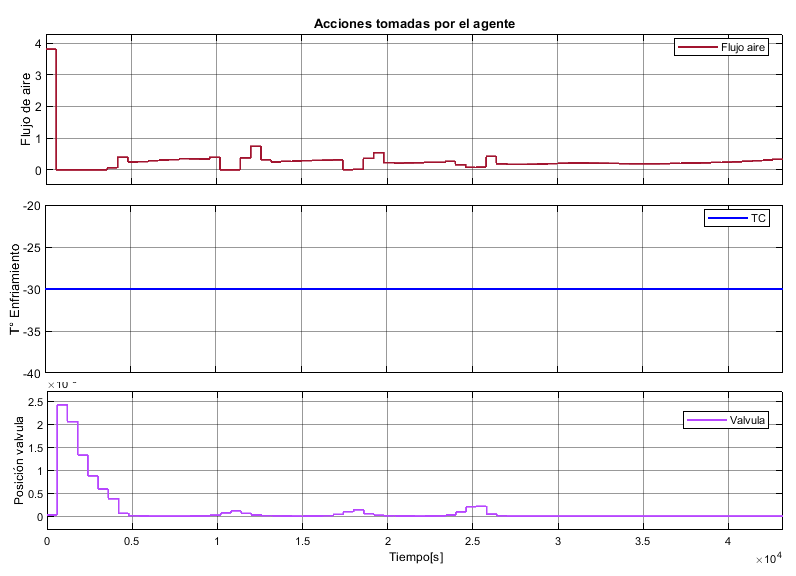 Acciones tomadas por el agente
Flujo de aire
4
3
2
1
0
Flujo aire
T° Enfriamiento
-20
-25
-30
-35
-40
TC
Posición valvula
2.5
2
1.5
1
0.5
0
Valvula
0 0.5 1 1.5 2 2.5 3 3.5 4
Tiempo[s]
×10⁴